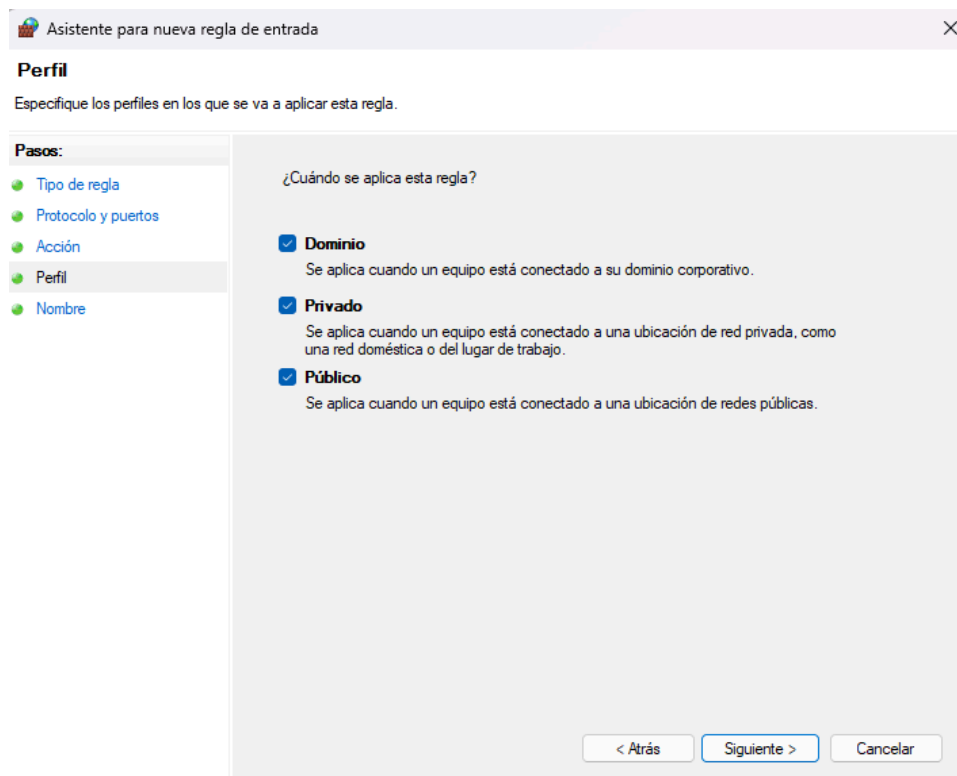 Asistente para nueva regla de entrada
Perfil
Especifique los perfiles en los que se va a aplicar esta regla.
Pasos:
Tipo de regla
Protocolo y puertos
Acción
Perfil
Nombre
¿Cuándo se aplica esta regla?
Dominio
Se aplica cuando un equipo está conectado a su dominio corporativo.
Privado
Se aplica cuando un equipo está conectado a una ubicación de red privada, como
una red doméstica o del lugar de trabajo.
Público
Se aplica cuando un equipo está conectado a una ubicación de redes públicas.
< Atrás
Siguiente >
Cancelar